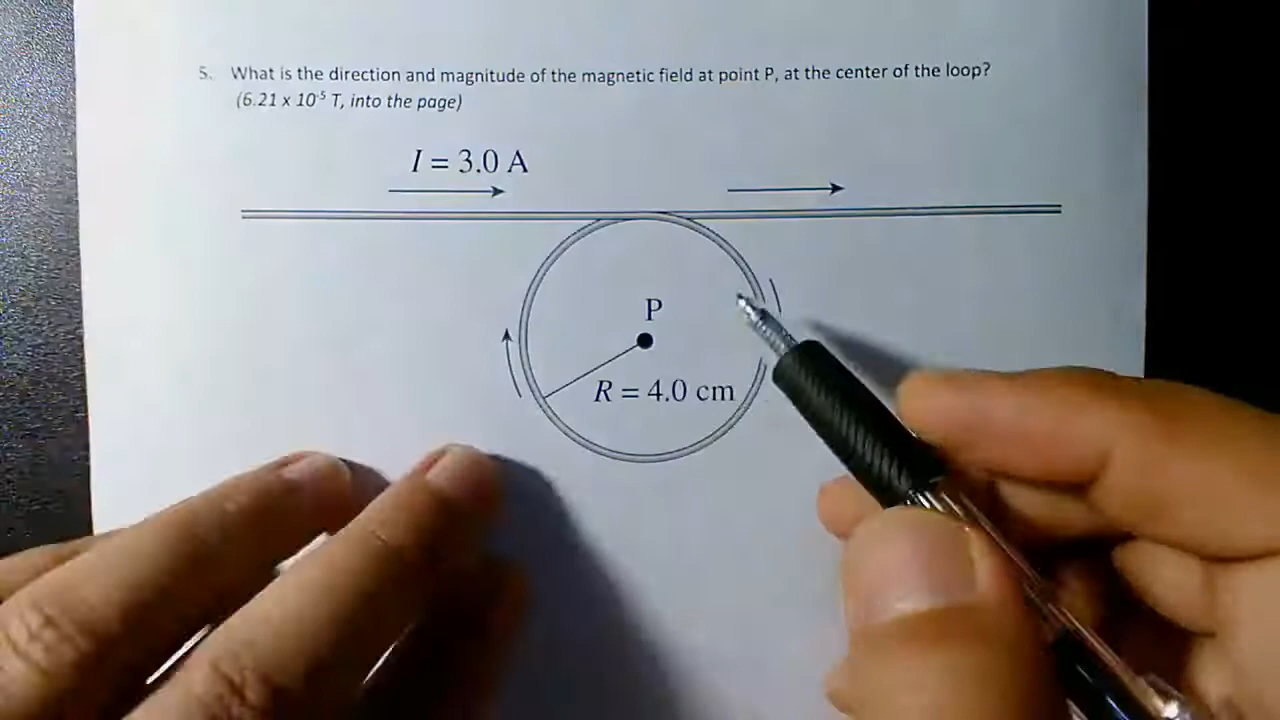 5. What is the direction and magnitude of the magnetic field at point P, at the center of the loop?
(6.21 x 10⁻⁵ T, into the page)
I = 3.0 A
P
R = 4.0 cm